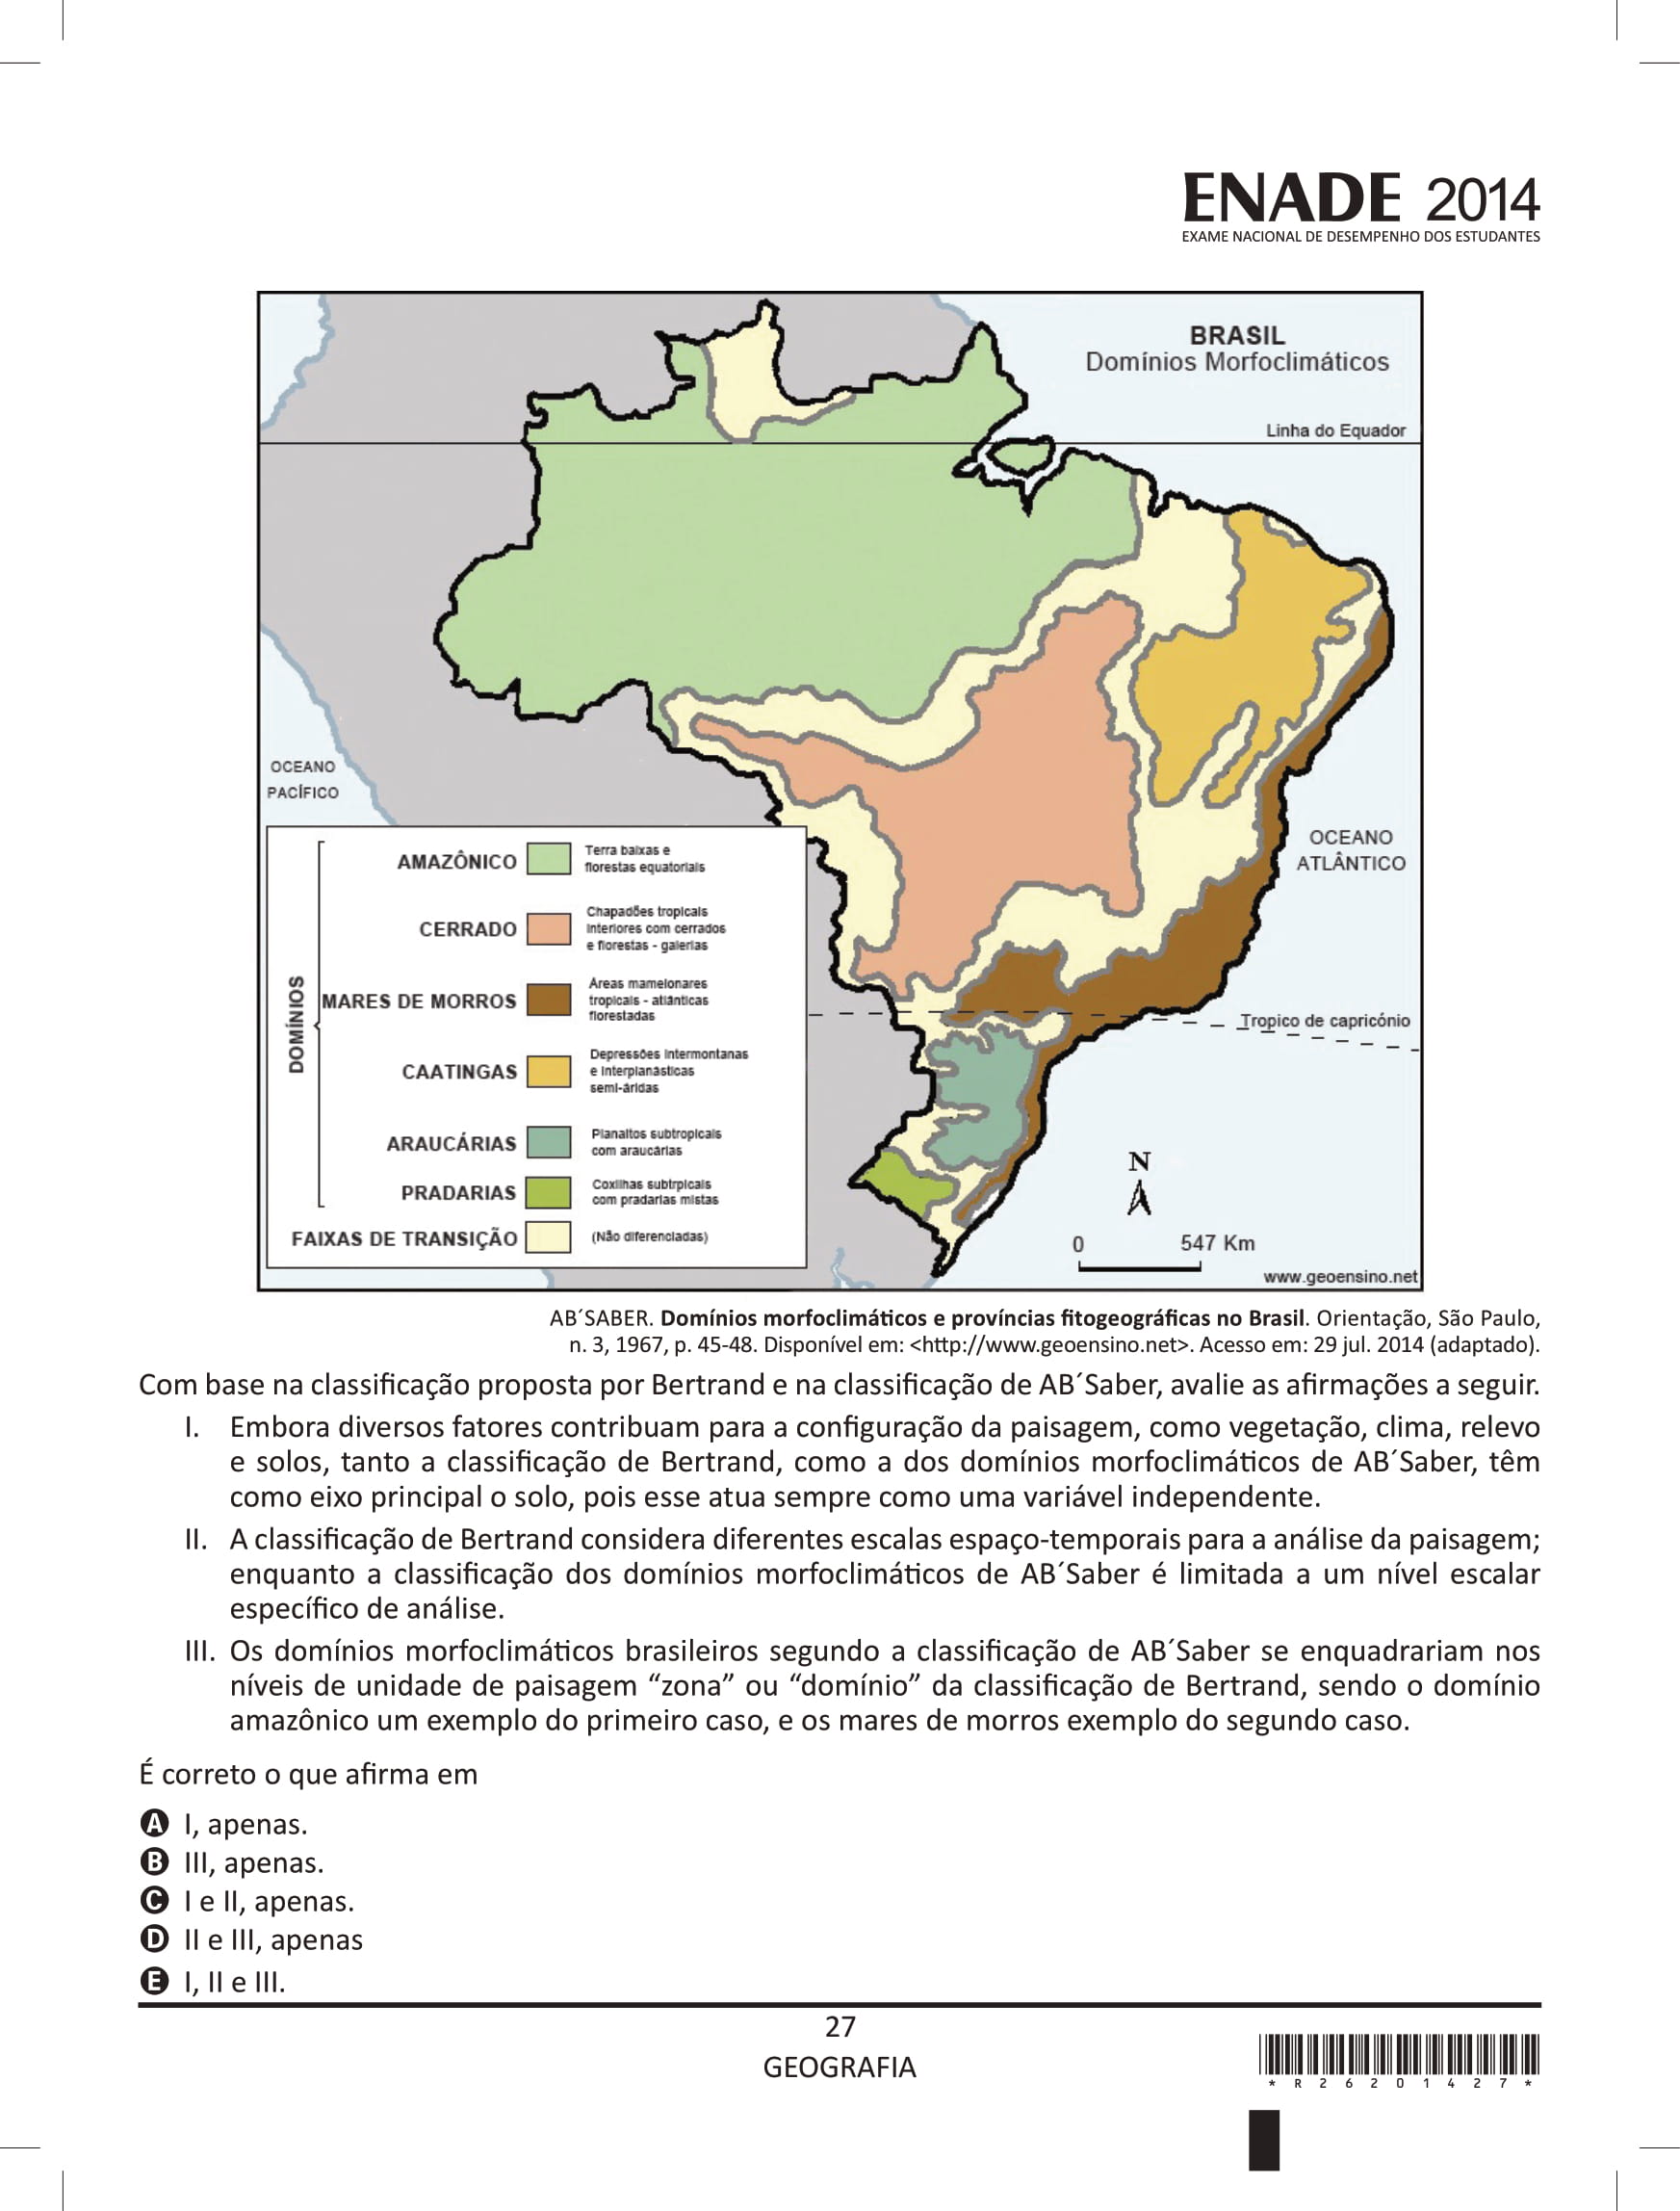 ENADE 2014
EXAME NACIONAL DE DESEMPENHO DOS ESTUDANTES
BRASIL
Domínios Morfoclimáticos
Linha do Equador
OCEANO
PACÍFICO
OCEANO
ATLÂNTICO
Tropico de capricónio
DOMÍNIOS
AMAZÔNICO
Terra baixas e
florestas equatoriais
CERRADO
Chapadões tropicais
interiores com cerrados
e florestas - galerias
MARES DE MORROS
Áreas mamelonares
tropicais - atlânticas
florestadas
CAATINGAS
Depressões intermontanas
e interplanásticas
semi-áridas
ARAUCÁRIAS
Planaltos subtropicais
com araucárias
PRADARIAS
Coxilhas subtrpicais
com pradarias mistas
FAIXAS DE TRANSIÇÃO
(Não diferenciadas)
N
0 547 Km
www.geoensino.net
AB´SABER. Domínios morfoclimáticos e províncias fitogeográficas no Brasil. Orientação, São Paulo,
n. 3, 1967, p. 45-48. Disponível em: <http://www.geoensino.net>. Acesso em: 29 jul. 2014 (adaptado).
Com base na classificação proposta por Bertrand e na classificação de AB´Saber, avalie as afirmações a seguir.
I. Embora diversos fatores contribuam para a configuração da paisagem, como vegetação, clima, relevo
e solos, tanto a classificação de Bertrand, como a dos domínios morfoclimáticos de AB´Saber, têm
como eixo principal o solo, pois esse atua sempre como uma variável independente.
II. A classificação de Bertrand considera diferentes escalas espaço-temporais para a análise da paisagem;
enquanto a classificação dos domínios morfoclimáticos de AB´Saber é limitada a um nível escalar
específico de análise.
III. Os domínios morfoclimáticos brasileiros segundo a classificação de AB´Saber se enquadrariam nos
níveis de unidade de paisagem “zona” ou “domínio” da classificação de Bertrand, sendo o domínio
amazônico um exemplo do primeiro caso, e os mares de morros exemplo do segundo caso.
É correto o que afirma em
A I, apenas.
B III, apenas.
C I e II, apenas.
D II e III, apenas
E I, II e III.
27
GEOGRAFIA
* R 2 6 2 0 1 4 2 7 *